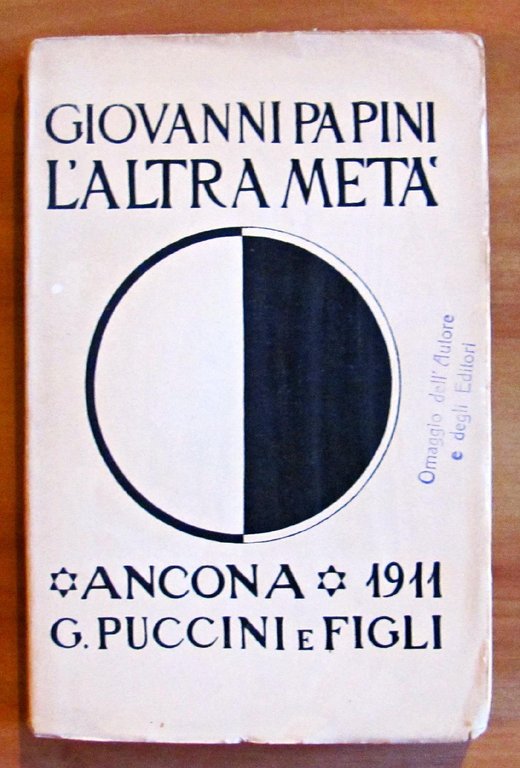 GIOVANNI PAPINI
L'ALTRA METÀ
Omaggio dell'Autore
e degli Editori
✡ ANCONA ✡ 1911
G. PUCCINI E FIGLI